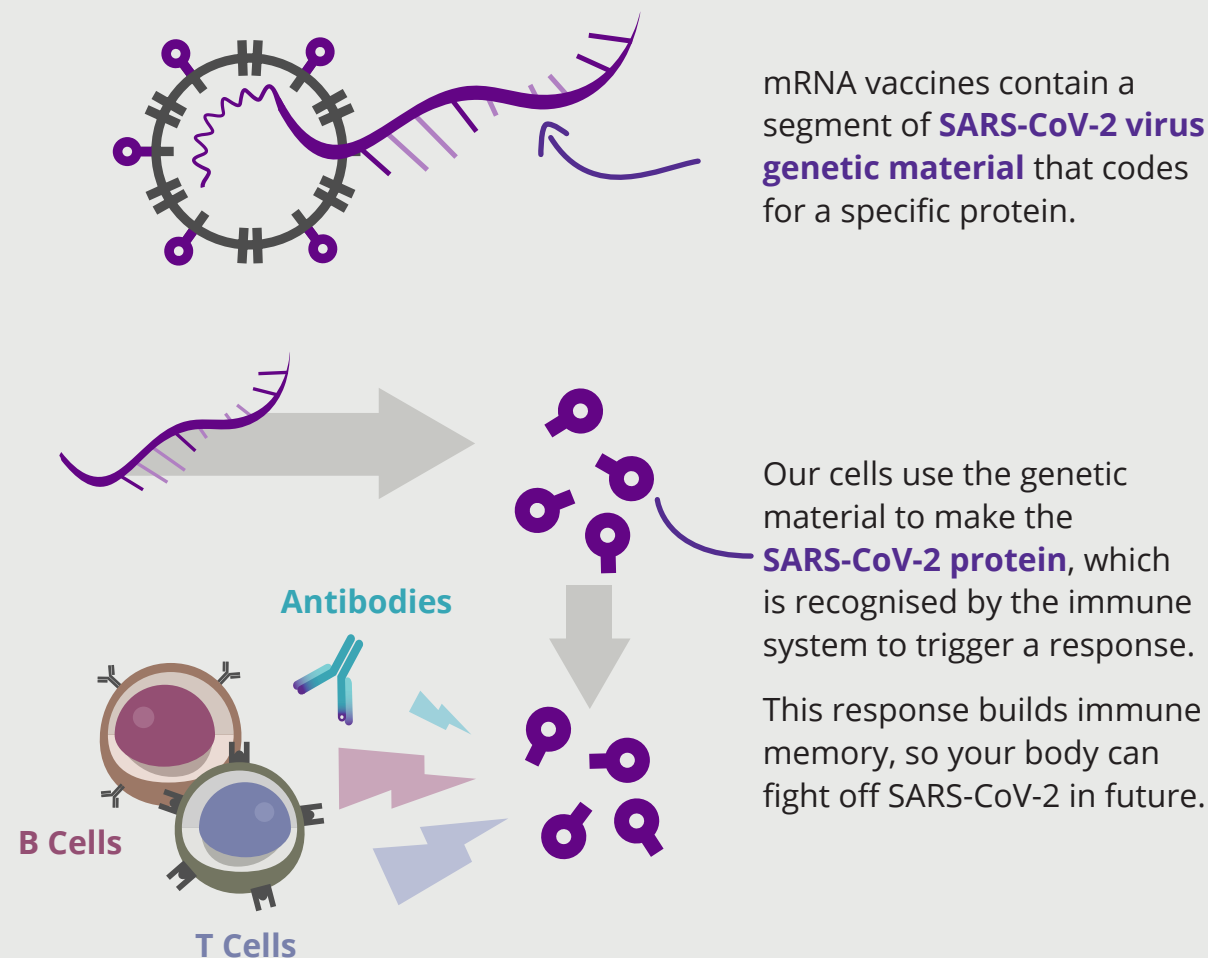 mRNA vaccines contain a
segment of SARS-CoV-2 virus
genetic material that codes
for a specific protein.
Our cells use the genetic
material to make the
SARS-CoV-2 protein, which
is recognised by the immune
system to trigger a response.
This response builds immune
memory, so your body can
fight off SARS-CoV-2 in future.
Antibodies
B Cells
T Cells